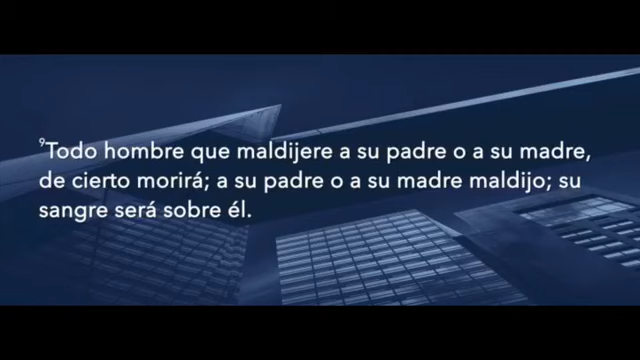 ⁹Todo hombre que maldijere a su padre o a su madre,
de cierto morirá; a su padre o a su madre maldijo; su
sangre será sobre él.